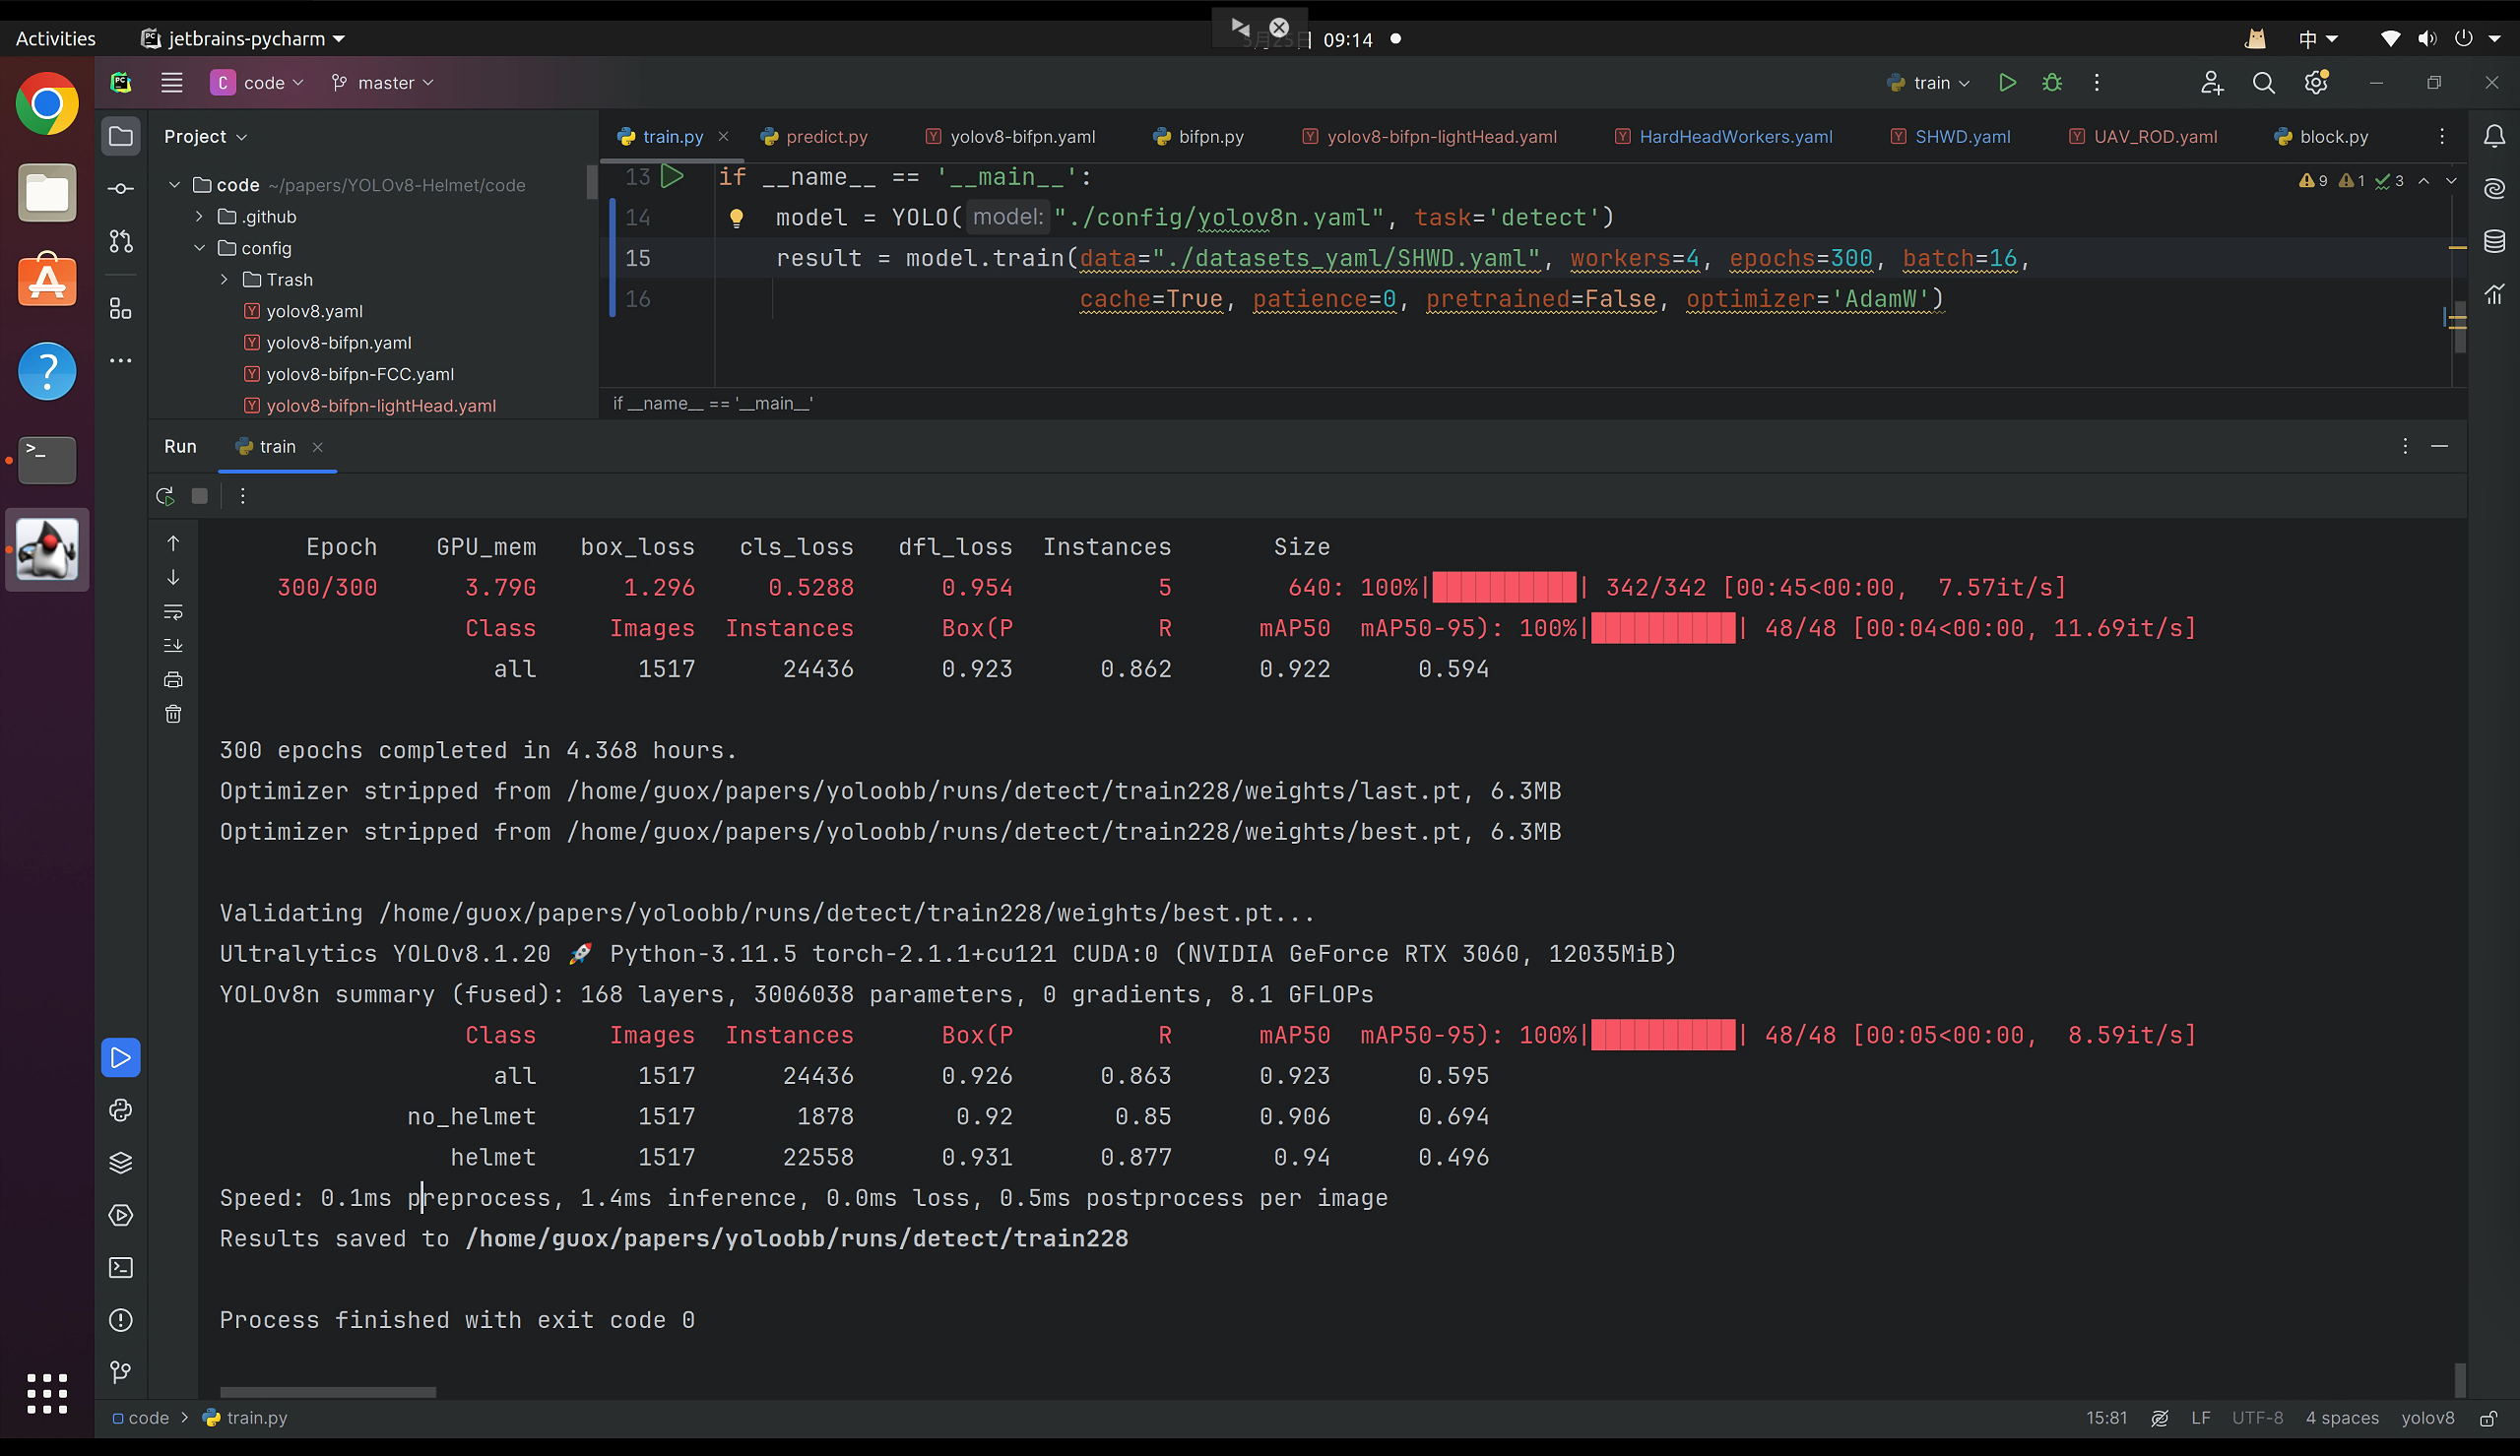 Activities
jetbrains-pycharm
09:14
中
code
master
train
Project
train.py
predict.py
yolov8-bifpn.yaml
bifpn.py
yolov8-bifpn-lightHead.yaml
HardHeadWorkers.yaml
SHWD.yaml
UAV_ROD.yaml
block.py
code ~/papers/YOLOv8-Helmet/code
.github
config
Trash
yolov8.yaml
yolov8-bifpn.yaml
yolov8-bifpn-FCC.yaml
yolov8-bifpn-lightHead.yaml
13 if __name__ == '__main__':
9 1 3
14 model = YOLO( model: "./config/yolov8n.yaml", task='detect')
15 result = model.train(data="./datasets_yaml/SHWD.yaml", workers=4, epochs=300, batch=16,
16 cache=True, patience=0, pretrained=False, optimizer='AdamW')
if __name__ == '__main__'
Run train
Epoch GPU_mem box_loss cls_loss dfl_loss Instances Size
300/300 3.79G 1.296 0.5288 0.954 5 640: 100%|██████████| 342/342 [00:45<00:00, 7.57it/s]
Class Images Instances Box(P R mAP50 mAP50-95): 100%|██████████| 48/48 [00:04<00:00, 11.69it/s]
all 1517 24436 0.923 0.862 0.922 0.594
300 epochs completed in 4.368 hours.
Optimizer stripped from /home/guox/papers/yoloobb/runs/detect/train228/weights/last.pt, 6.3MB
Optimizer stripped from /home/guox/papers/yoloobb/runs/detect/train228/weights/best.pt, 6.3MB
Validating /home/guox/papers/yoloobb/runs/detect/train228/weights/best.pt...
Ultralytics YOLOv8.1.20 🚀 Python-3.11.5 torch-2.1.1+cu121 CUDA:0 (NVIDIA GeForce RTX 3060, 12035MiB)
YOLOv8n summary (fused): 168 layers, 3006038 parameters, 0 gradients, 8.1 GFLOPs
Class Images Instances Box(P R mAP50 mAP50-95): 100%|██████████| 48/48 [00:05<00:00, 8.59it/s]
all 1517 24436 0.926 0.863 0.923 0.595
no_helmet 1517 1878 0.92 0.85 0.906 0.694
helmet 1517 22558 0.931 0.877 0.94 0.496
Speed: 0.1ms preprocess, 1.4ms inference, 0.0ms loss, 0.5ms postprocess per image
Results saved to /home/guox/papers/yoloobb/runs/detect/train228
Process finished with exit code 0
code train.py
15:81 LF UTF-8 4 spaces yolov8